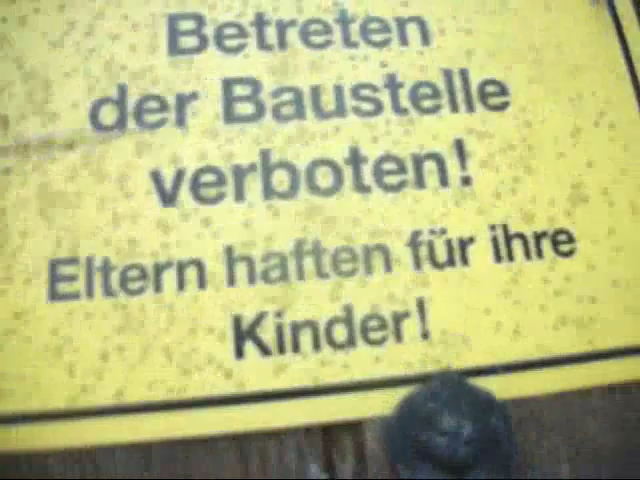 Betreten
der Baustelle
verboten!
Eltern haften für ihre
Kinder!